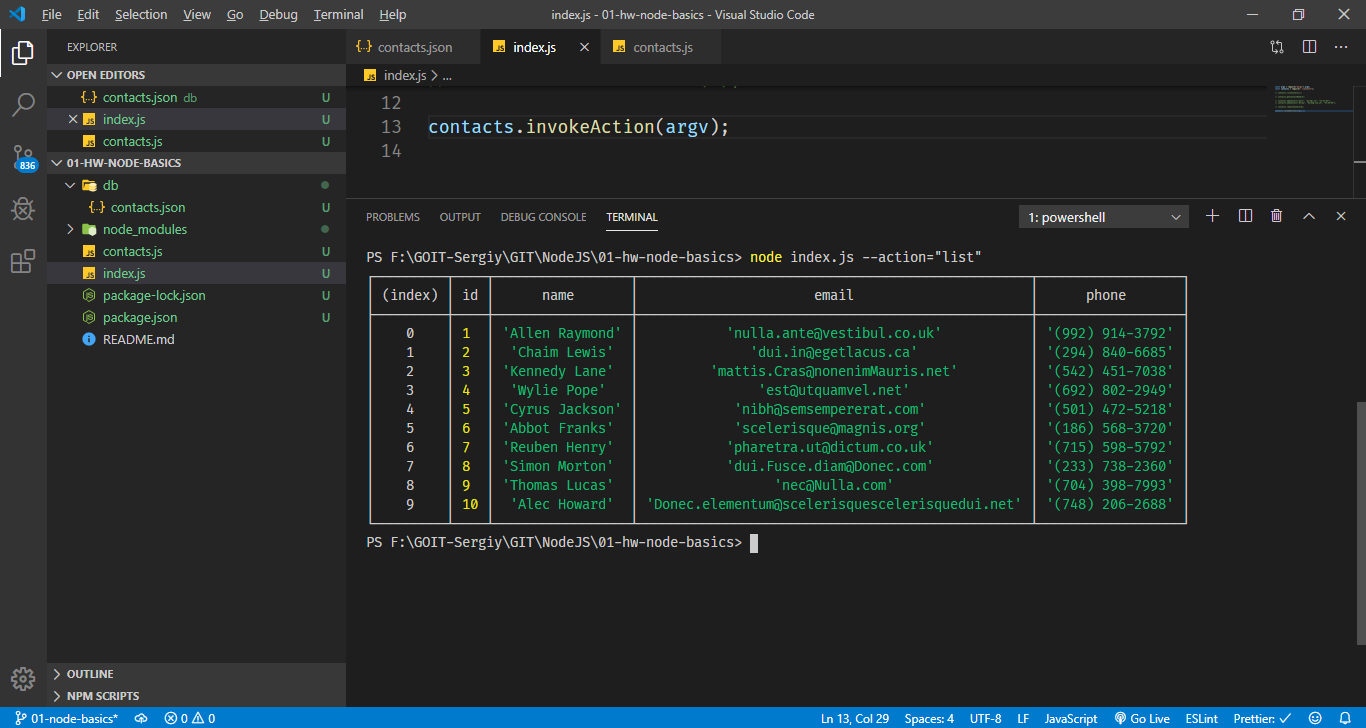 File Edit Selection View Go Debug Terminal Help index.js - 01-hw-node-basics - Visual Studio Code
EXPLORER
OPEN EDITORS
contacts.json db U
index.js U
contacts.js U
01-HW-NODE-BASICS
db
contacts.json U
node_modules
contacts.js U
index.js U
package-lock.json U
package.json U
README.md
OUTLINE
NPM SCRIPTS
836
contacts.json index.js contacts.js
index.js > ...
12
13 contacts.invokeAction(argv);
14
PROBLEMS OUTPUT DEBUG CONSOLE TERMINAL 1: powershell
PS F:\GOIT-Sergiy\GIT\NodeJS\01-hw-node-basics> node index.js --action="list"
(index) id name email phone
0 1 'Allen Raymond' 'nulla.ante@vestibul.co.uk' '(992) 914-3792'
1 2 'Chaim Lewis' 'dui.in@egetlacus.ca' '(294) 840-6685'
2 3 'Kennedy Lane' 'mattis.Cras@nonenimMauris.net' '(542) 451-7038'
3 4 'Wylie Pope' 'est@utquamvel.net' '(692) 802-2949'
4 5 'Cyrus Jackson' 'nibh@semsempererat.com' '(501) 472-5218'
5 6 'Abbot Franks' 'scelerisque@magnis.org' '(186) 568-3720'
6 7 'Reuben Henry' 'pharetra.ut@dictum.co.uk' '(715) 598-5792'
7 8 'Simon Morton' 'dui.Fusce.diam@Donec.com' '(233) 738-2360'
8 9 'Thomas Lucas' 'nec@Nulla.com' '(704) 398-7993'
9 10 'Alec Howard' 'Donec.elementum@scelerisquescelerisquedui.net' '(748) 206-2688'
PS F:\GOIT-Sergiy\GIT\NodeJS\01-hw-node-basics>
01-node-basics* 0 0 Ln 13, Col 29 Spaces: 4 UTF-8 LF JavaScript Go Live ESLint Prettier: ✓